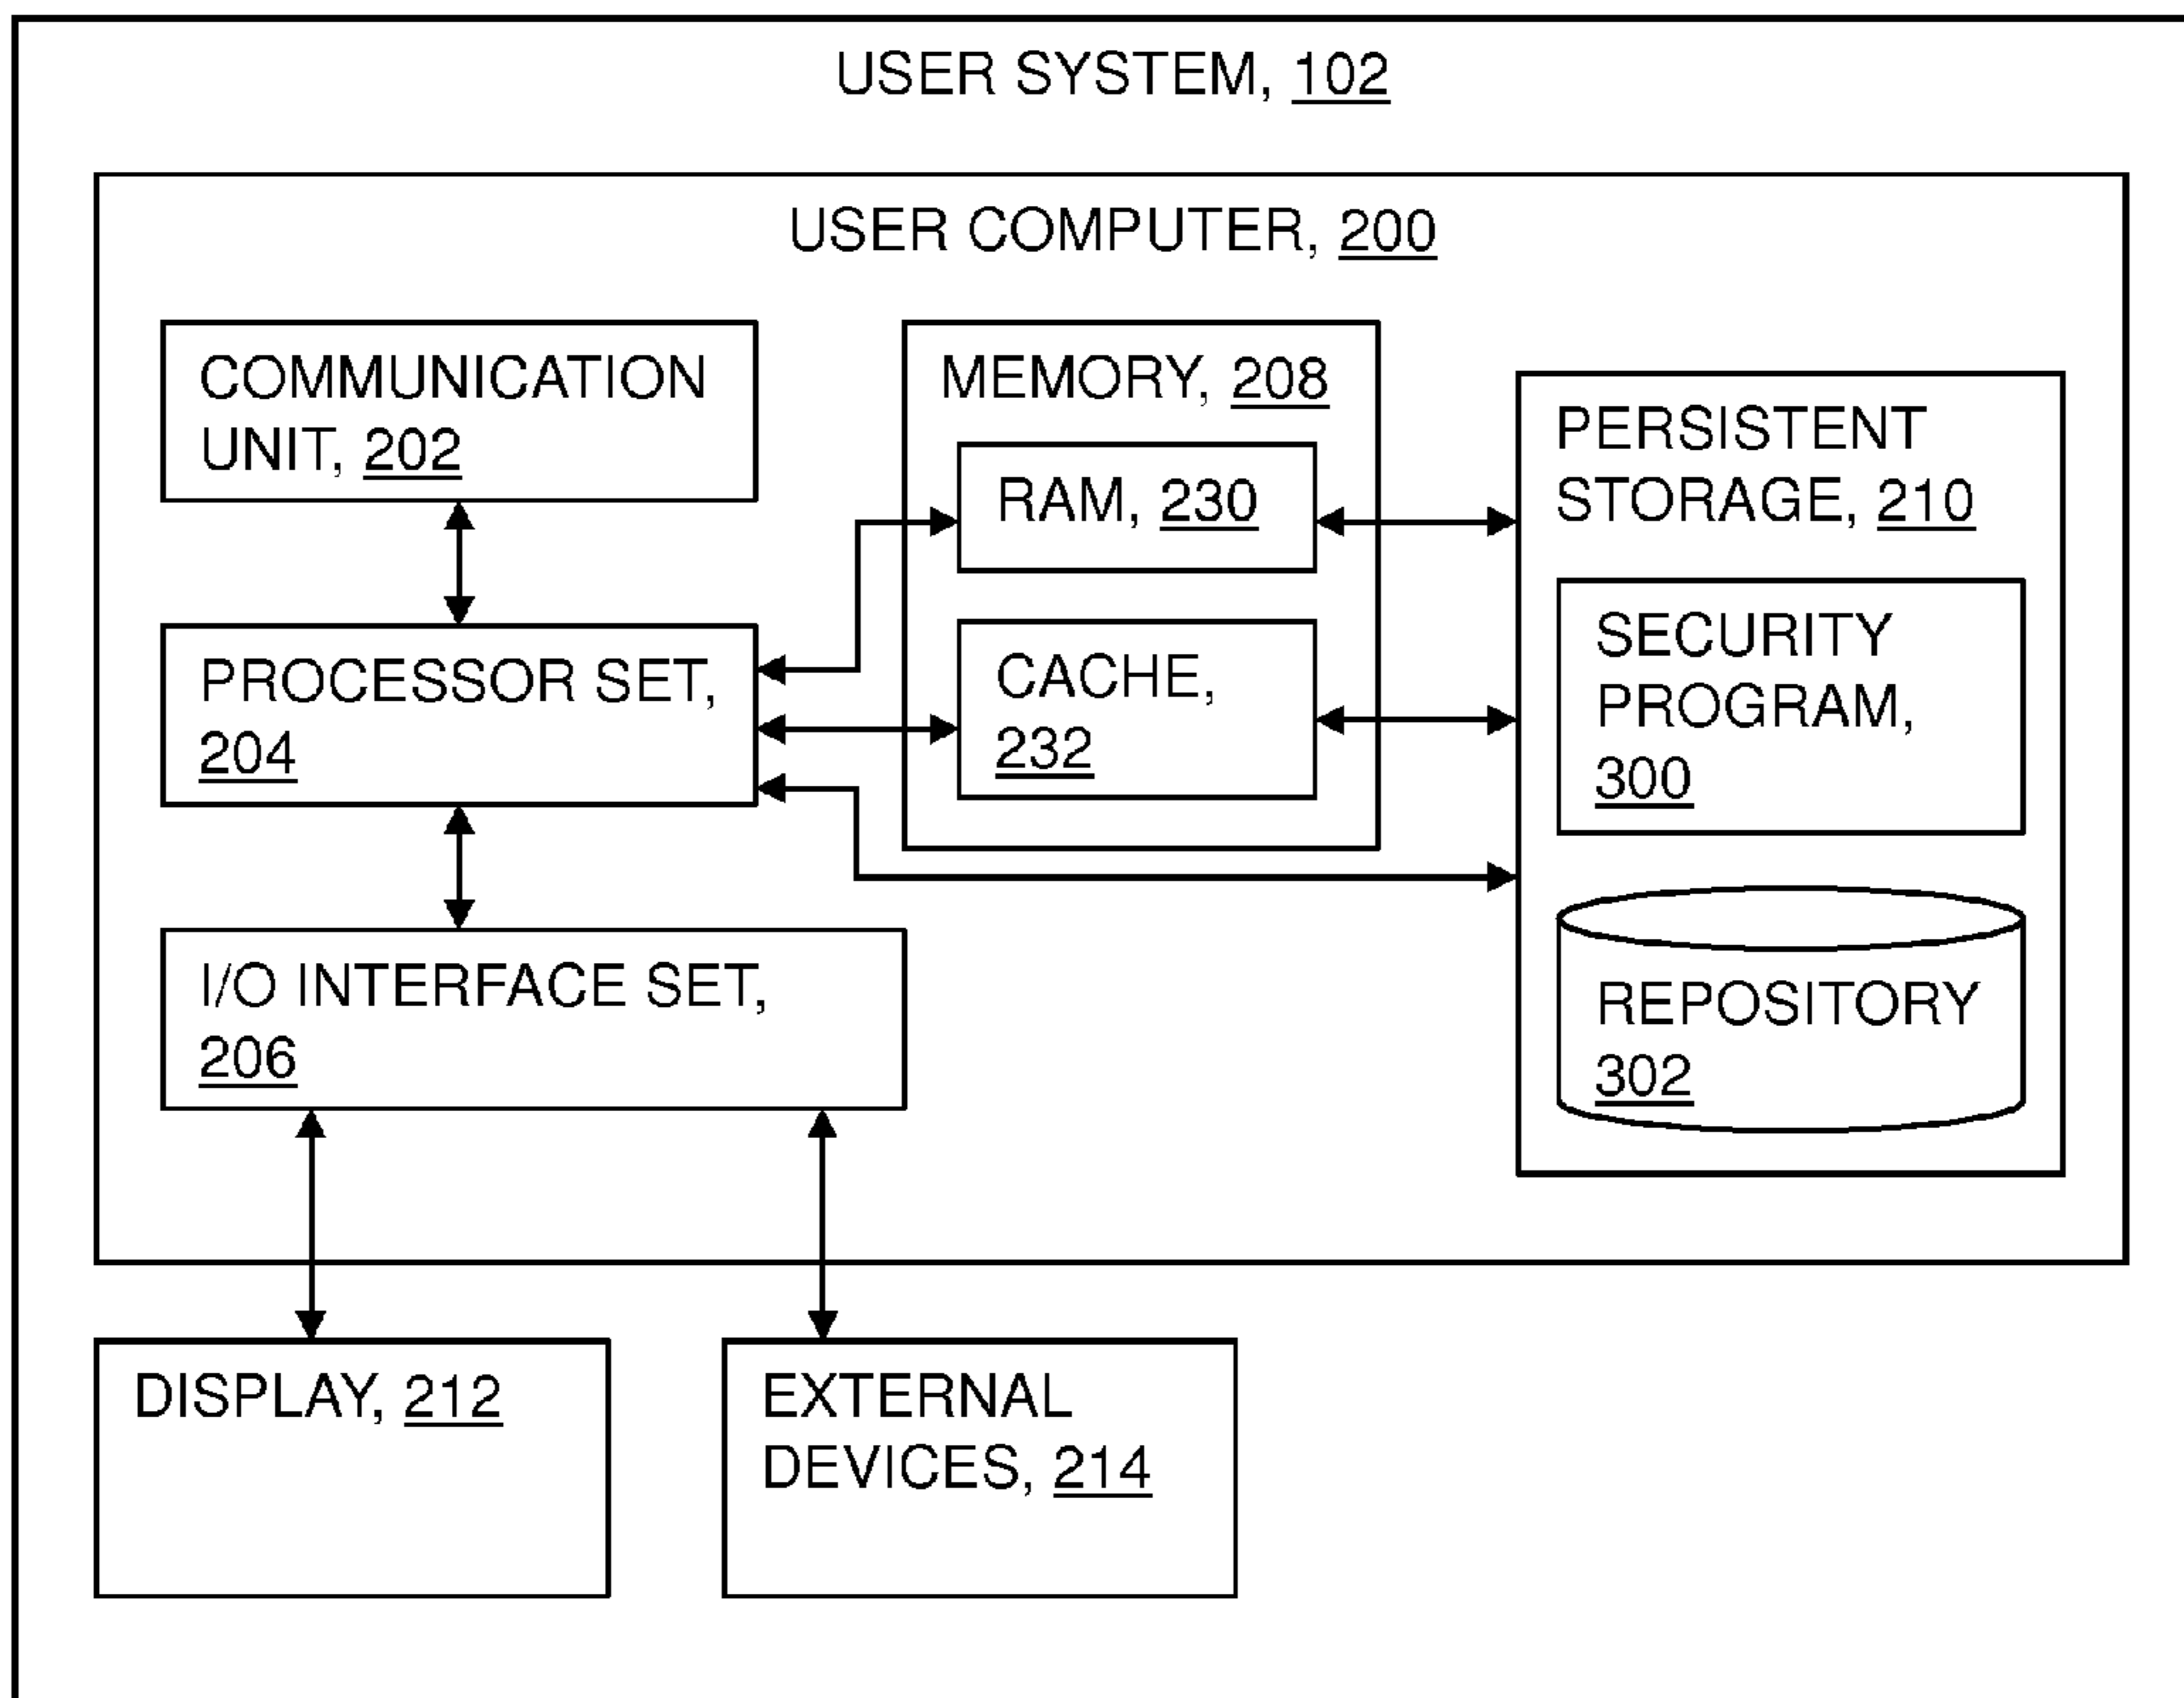 USER SYSTEM, 102
USER COMPUTER, 200
COMMUNICATION
UNIT, 202
PROCESSOR SET,
204
I/O INTERFACE SET,
206
MEMORY, 208
RAM, 230
CACHE,
232
PERSISTENT
STORAGE, 210
SECURITY
PROGRAM,
300
REPOSITORY
302
DISPLAY, 212
EXTERNAL
DEVICES, 214